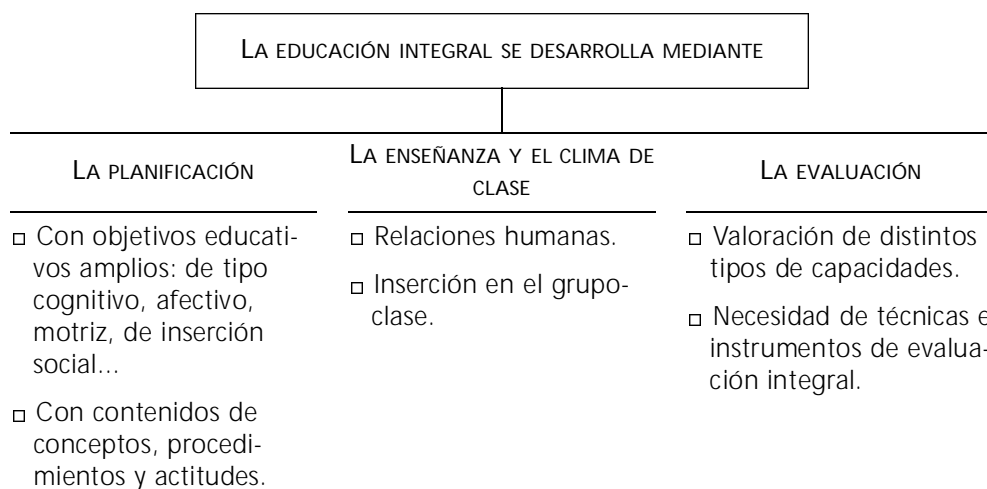 LA EDUCACIÓN INTEGRAL SE DESARROLLA MEDIANTE
LA PLANIFICACIÓN
□ Con objetivos educati-
vos amplios: de tipo
cognitivo, afectivo,
motriz, de inserción
social...
□ Con contenidos de
conceptos, procedi-
mientos y actitudes.
LA ENSEÑANZA Y EL CLIMA DE
CLASE
□ Relaciones humanas.
□ Inserción en el grupo-
clase.
LA EVALUACIÓN
□ Valoración de distintos
tipos de capacidades.
□ Necesidad de técnicas e
instrumentos de evalua-
ción integral.